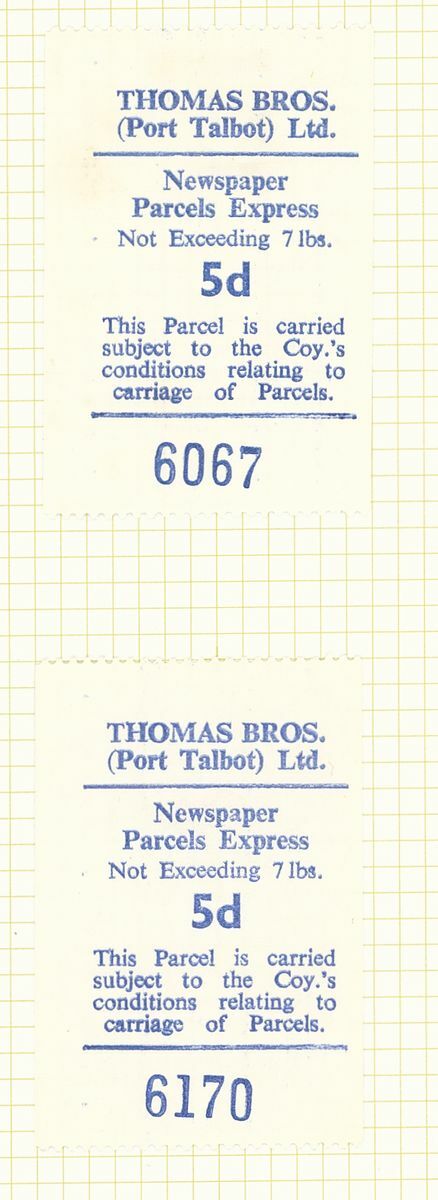 THOMAS BROS.
(Port Talbot) Ltd.
Newspaper
Parcels Express
Not Exceeding 7 lbs.
5d
This Parcel is carried
subject to the Coy.'s
conditions relating to
carriage of Parcels.
6067
THOMAS BROS.
(Port Talbot) Ltd.
Newspaper
Parcels Express
Not Exceeding 7 lbs.
5d
This Parcel is carried
subject to the Coy.'s
conditions relating to
carriage of Parcels.
6170